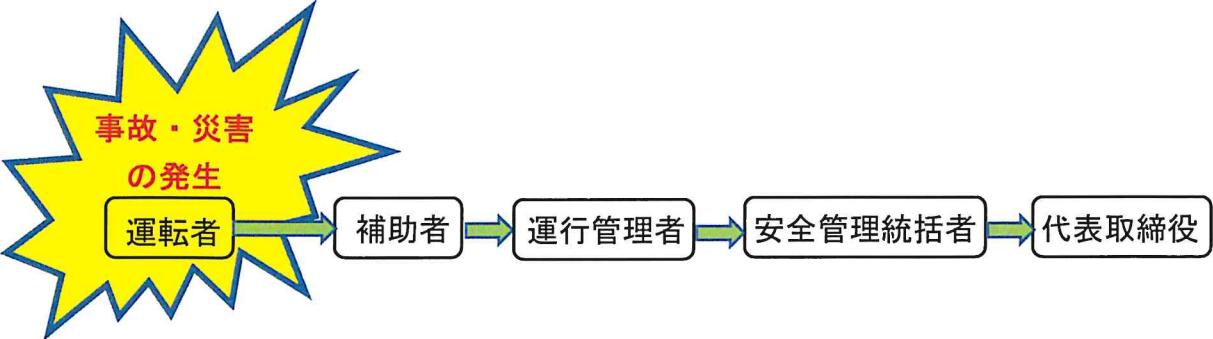 事故・災害
の発生
運転者
補助者
運行管理者
安全管理統括者
代表取締役